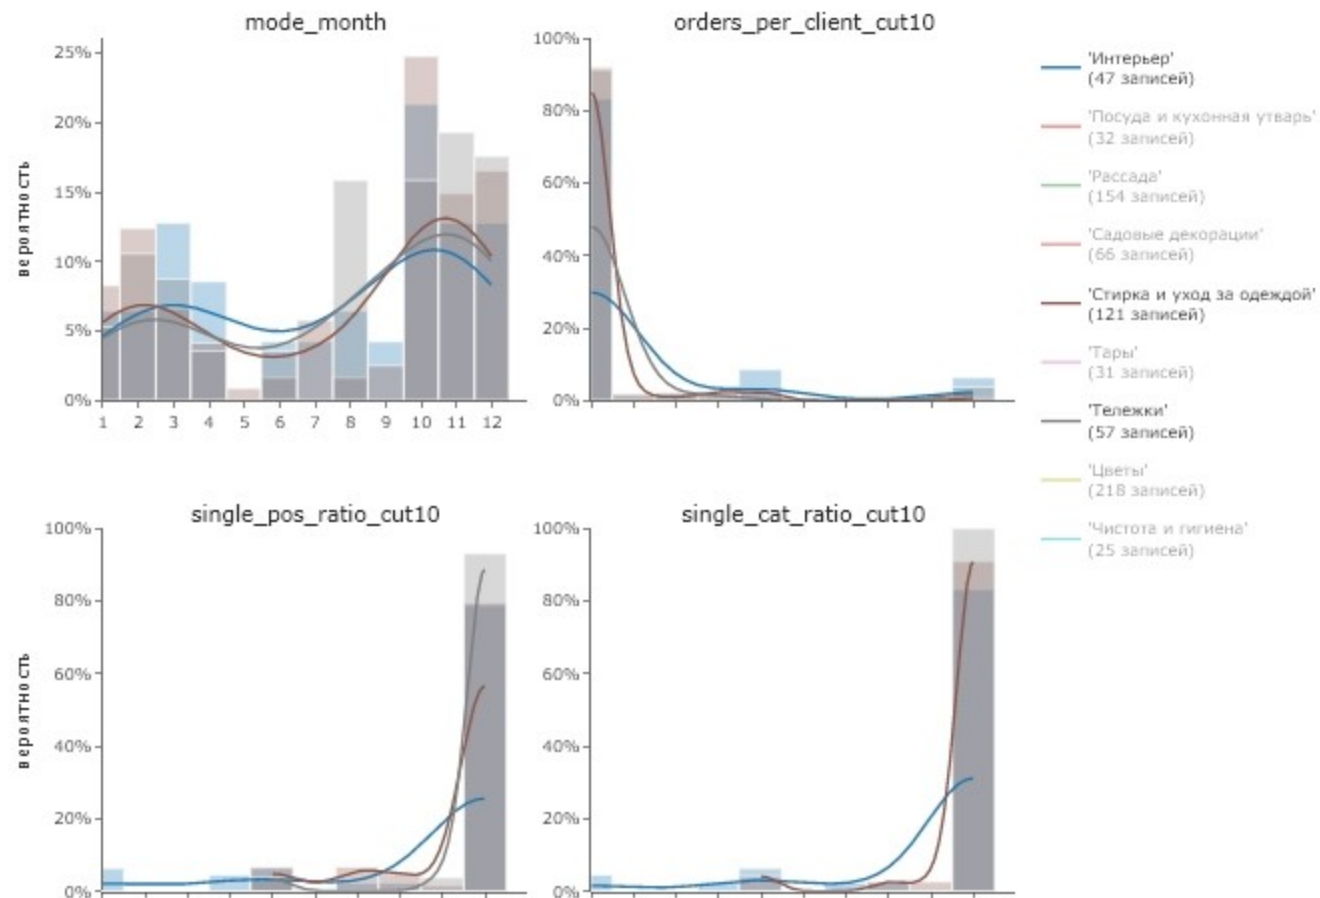 mode_month
orders_per_client_cut10
25%
20%
15%
10%
5%
0%
вероятность
1 2 3 4 5 6 7 8 9 10 11 12
100%
80%
60%
40%
20%
0%
'Интерьер'
(47 записей)
'Посуда и кухонная утварь'
(32 записей)
'Рассада'
(154 записей)
'Садовые декорации'
(66 записей)
'Стирка и уход за одеждой'
(121 записей)
'Тары'
(31 записей)
'Тележки'
(57 записей)
'Цветы'
(218 записей)
'Чистота и гигиена'
(25 записей)
single_pos_ratio_cut10
single_cat_ratio_cut10
100%
80%
60%
40%
20%
0%
вероятность
100%
80%
60%
40%
20%
0%